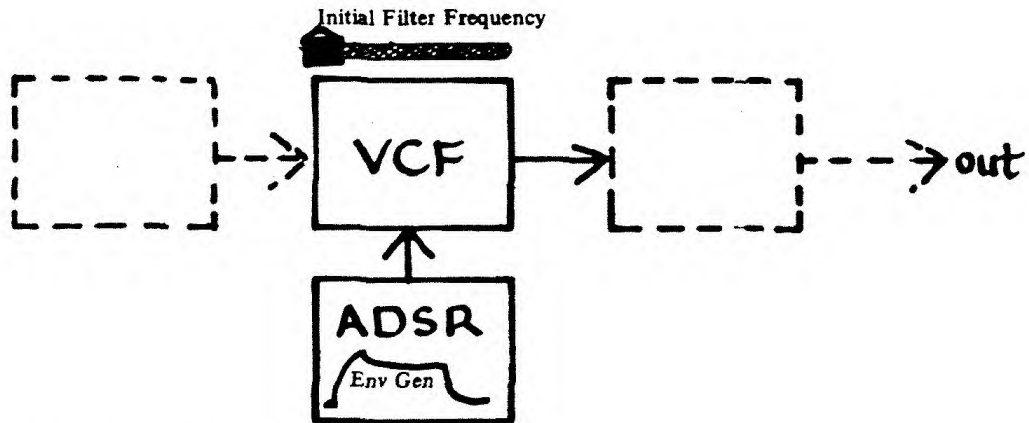 Initial Filter Frequency
VCF
out
ADSR
Env Gen